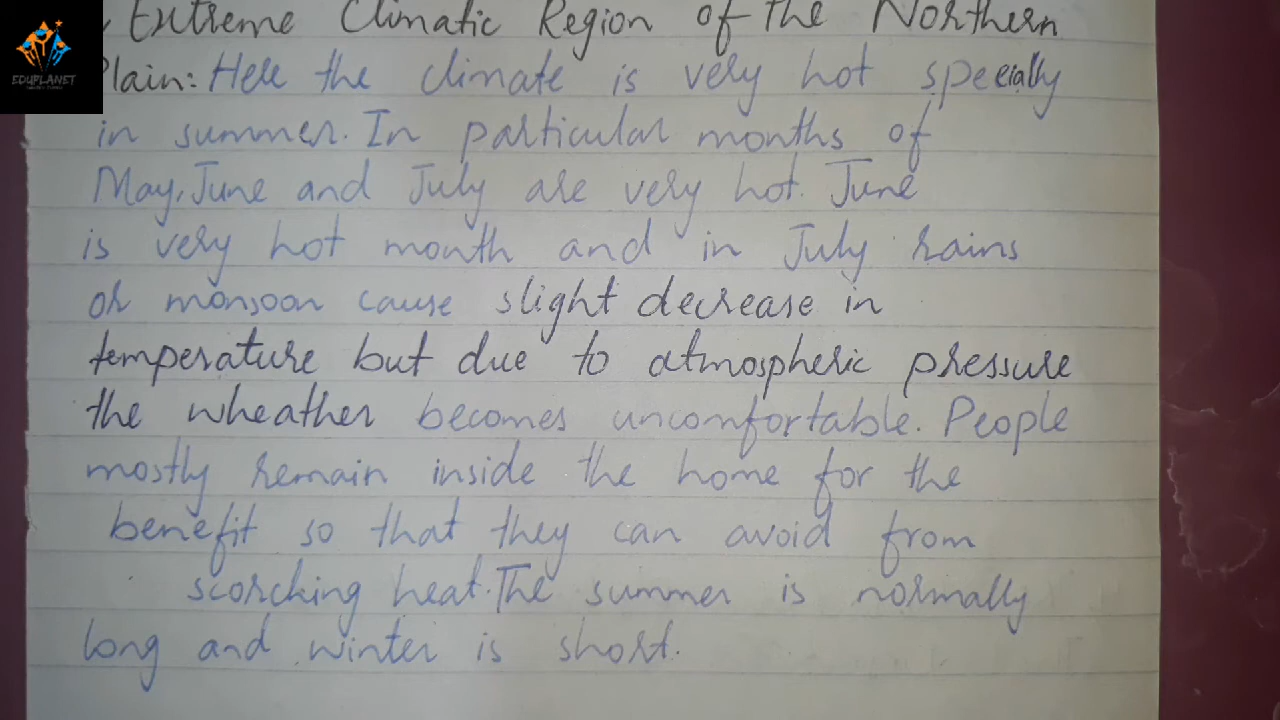 EDUPLANET
Extreme Climatic Region of The Northern
Plain: Here the climate is very hot specially
in summer. In particular months of
May, June and July are very hot. June
is very hot month and in July rains
or monsoon cause slight decrease in
temperature but due to atmospheric pressure
the wheather becomes uncomfortable. People
mostly remain inside the home for the
benefit so that they can avoid from
scorcking heat. The summer is normally
long and winter is short.